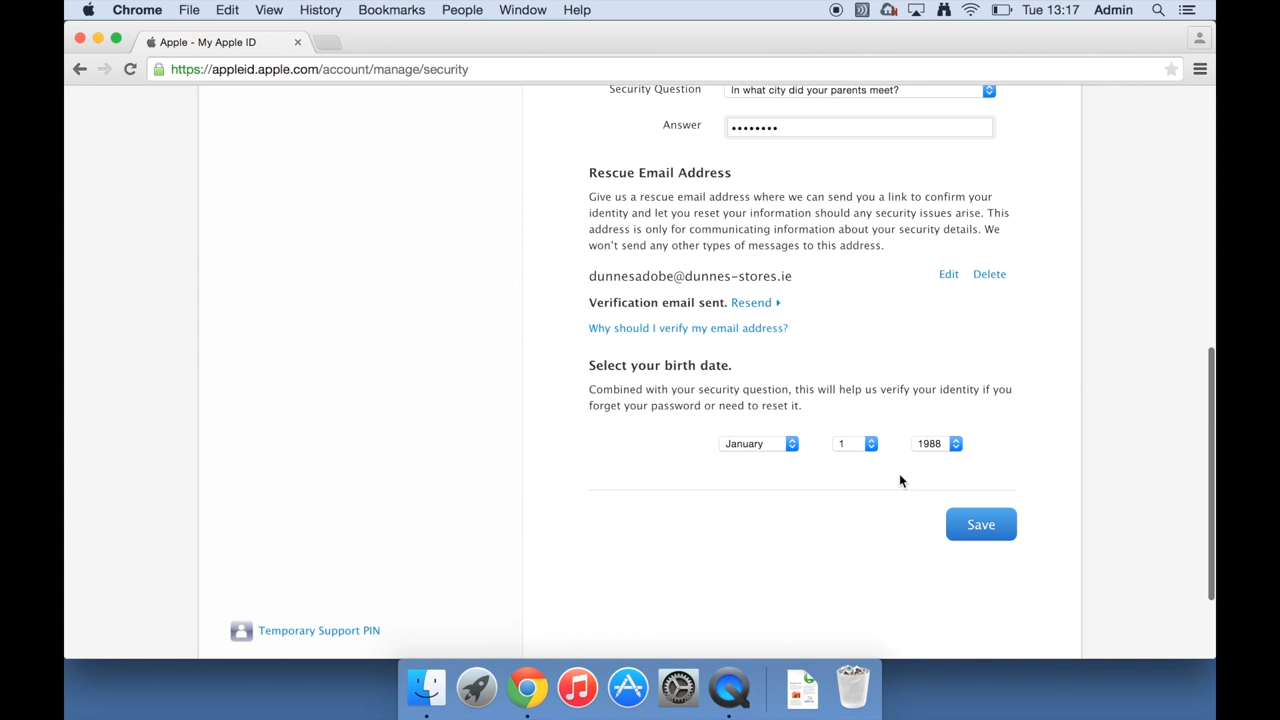 Chrome File Edit View History Bookmarks People Window Help Tue 13:17 Admin
Apple - My Apple ID
https://appleid.apple.com/account/manage/security
Security Question In what city did your parents meet?
Answer ••••••••
Rescue Email Address
Give us a rescue email address where we can send you a link to confirm your
identity and let you reset your information should any security issues arise. This
address is only for communicating information about your security details. We
won't send any other types of messages to this address.
dunnesadobe@dunnes-stores.ie Edit Delete
Verification email sent. Resend
Why should I verify my email address?
Select your birth date.
Combined with your security question, this will help us verify your identity if you
forget your password or need to reset it.
January 1 1988
Save
Temporary Support PIN